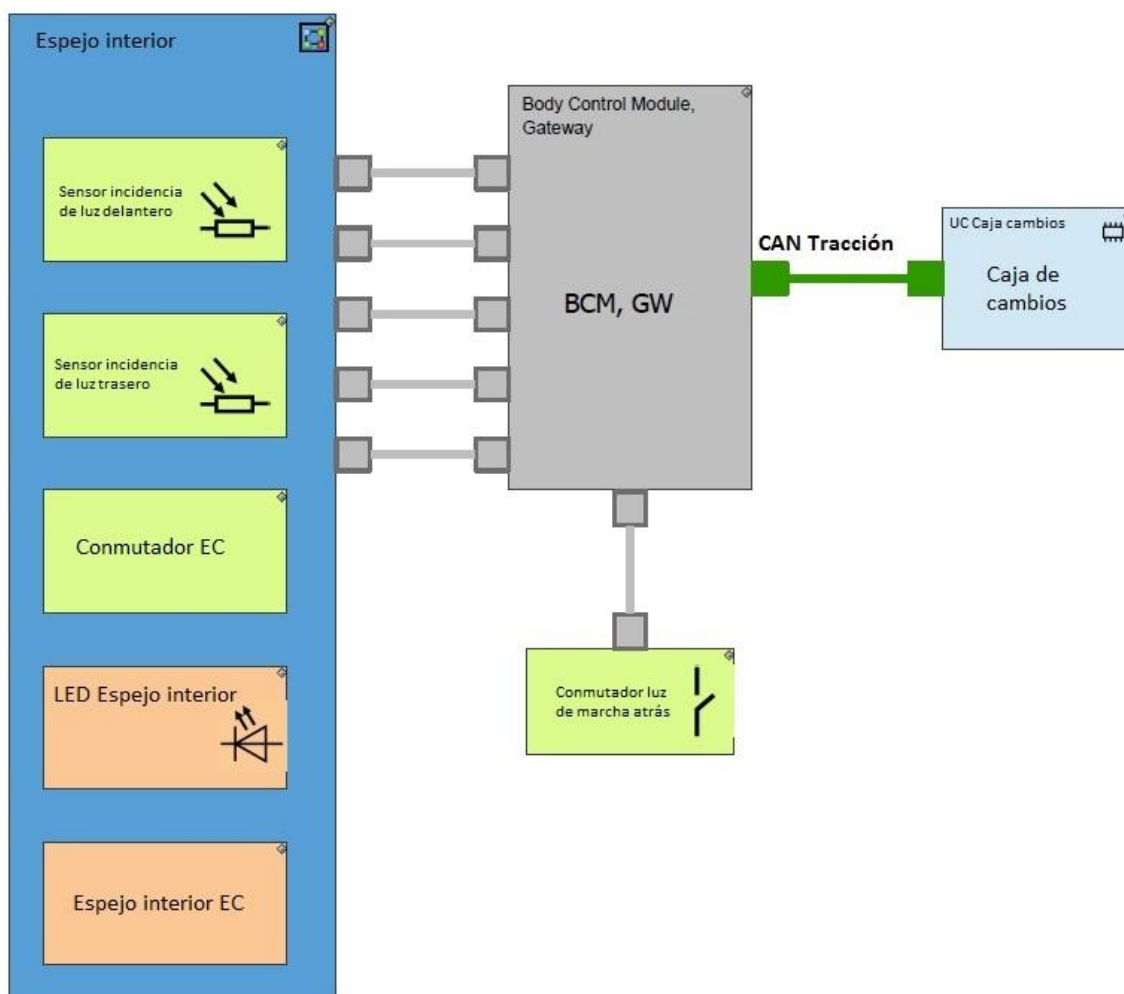 Espejo interior
Sensor incidencia
de luz delantero
Sensor incidencia
de luz trasero
Conmutador EC
LED Espejo interior
Espejo interior EC
Body Control Module,
Gateway
BCM, GW
CAN Tracción
UC Caja cambios
Caja de
cambios
Conmutador luz
de marcha atrás